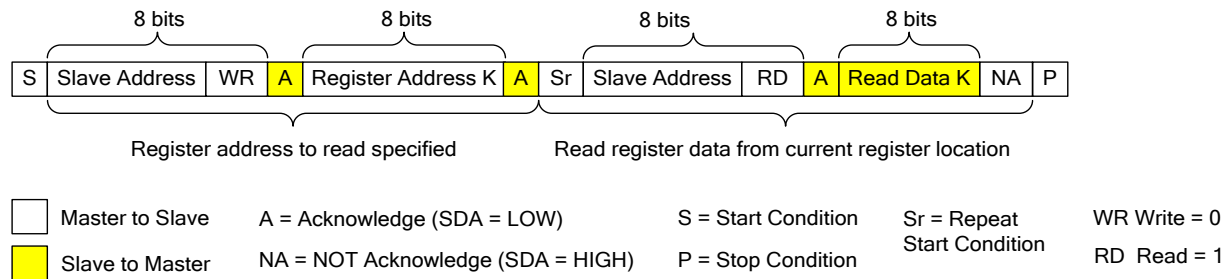 8 bits 8 bits 8 bits 8 bits
S Slave Address WR A Register Address K A Sr Slave Address RD A Read Data K NA P
Register address to read specified Read register data from current register location
Master to Slave A = Acknowledge (SDA = LOW) S = Start Condition Sr = Repeat WR Write = 0
Start Condition
Slave to Master NA = NOT Acknowledge (SDA = HIGH) P = Stop Condition RD Read = 1